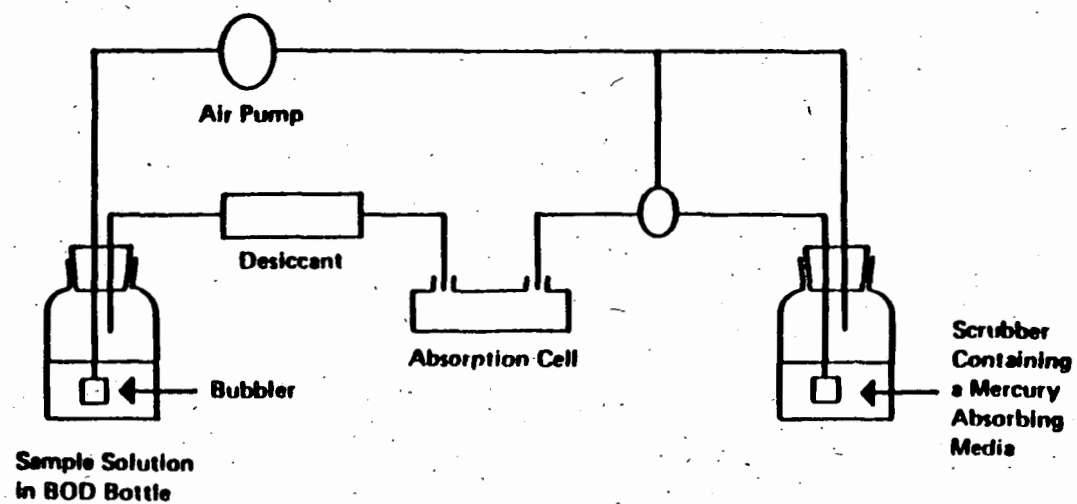 Air Pump
Desiccant
Absorption Cell
Bubbler
Scrubber
Containing
a Mercury
Absorbing
Media
Sample Solution
in BOD Bottle